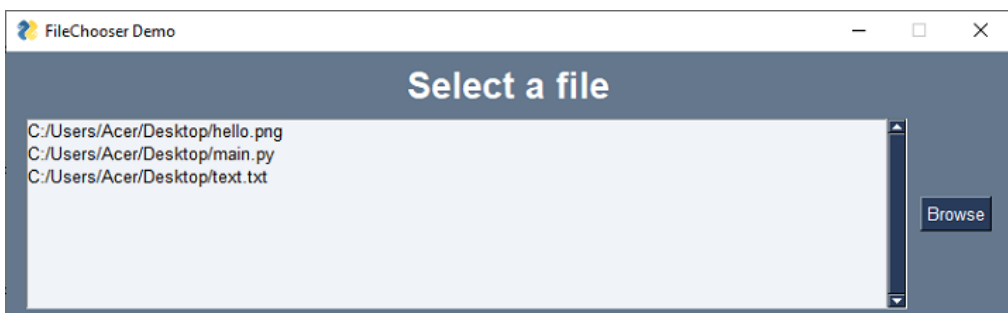 FileChooser Demo
Select a file
C:/Users/Acer/Desktop/hello.png
C:/Users/Acer/Desktop/main.py
C:/Users/Acer/Desktop/text.txt
Browse